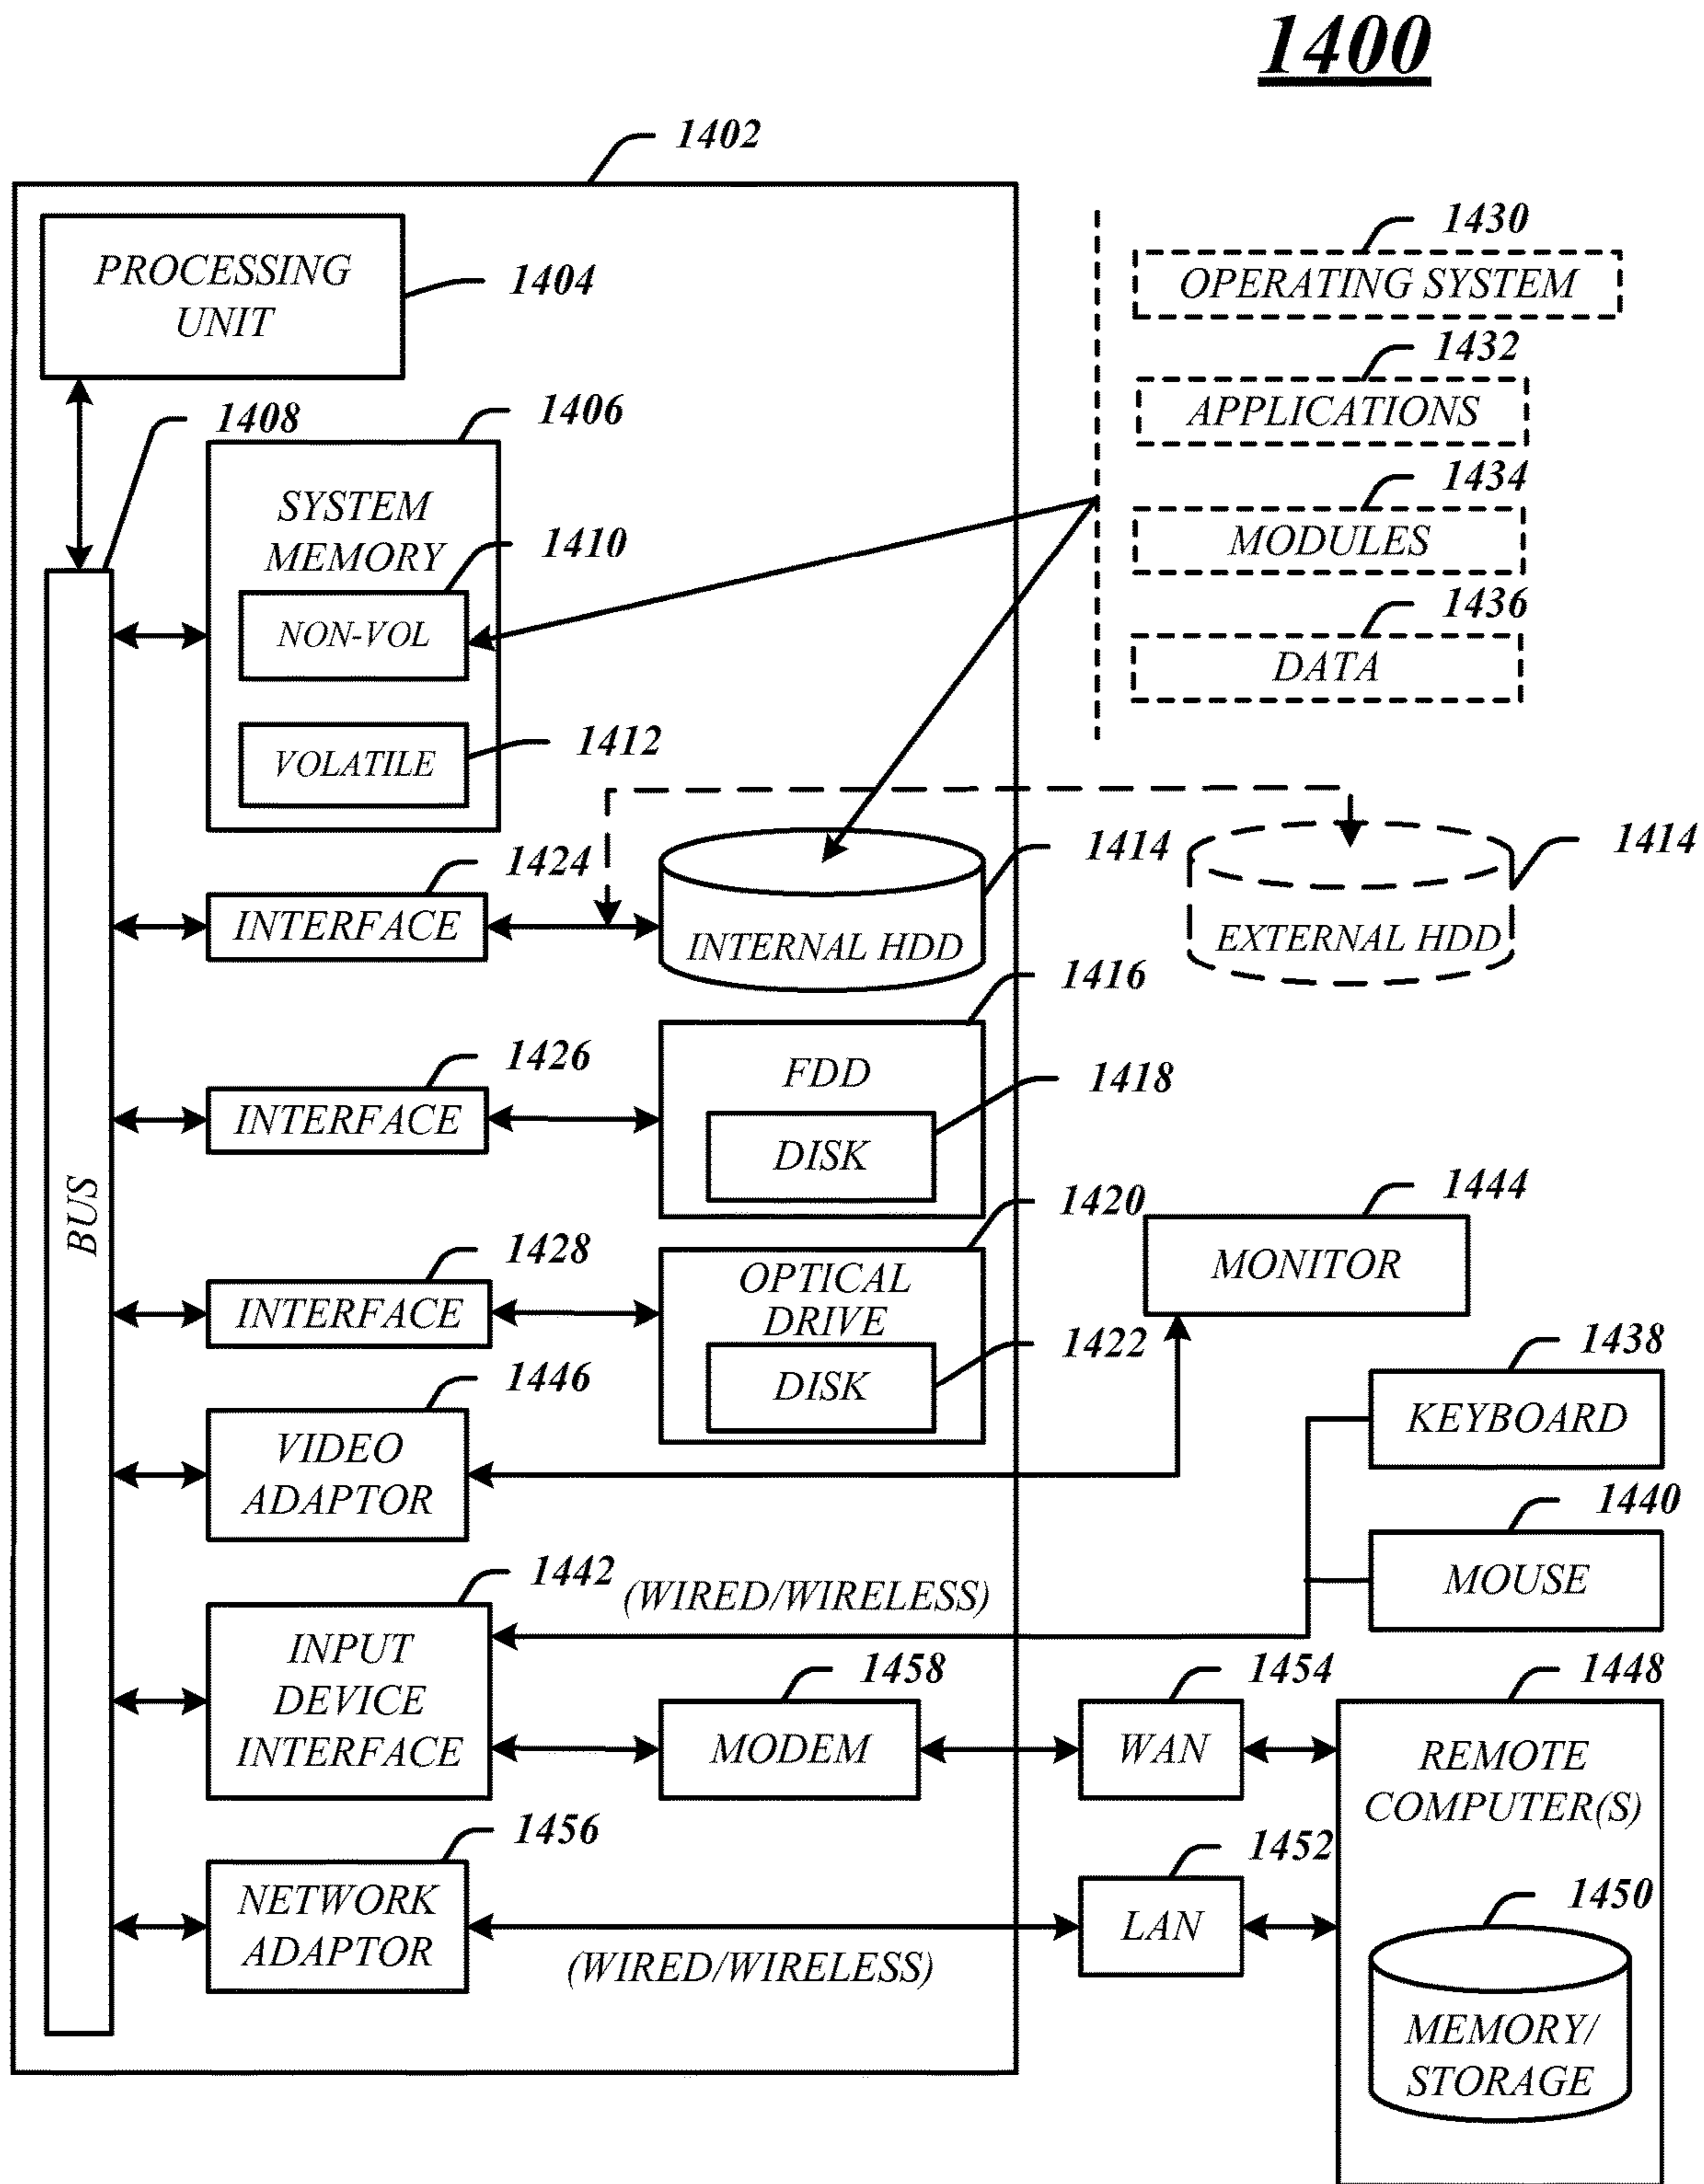 1400
1402
PROCESSING
UNIT
1404
1430
OPERATING SYSTEM
1432
APPLICATIONS
1434
MODULES
1436
DATA
1408
1406
SYSTEM
MEMORY
1410
NON-VOL
1412
VOLATILE
1424
INTERFACE
1414
INTERNAL HDD
1414
EXTERNAL HDD
1416
FDD
1426
INTERFACE
1418
DISK
BUS
1420
OPTICAL
DRIVE
1428
INTERFACE
1422
DISK
1444
MONITOR
1446
VIDEO
ADAPTOR
1438
KEYBOARD
1440
MOUSE
1442
(WIRED/WIRELESS)
INPUT
DEVICE
INTERFACE
1458
MODEM
1454
WAN
1448
REMOTE
COMPUTER(S)
1456
NETWORK
ADAPTOR
(WIRED/WIRELESS)
1452
LAN
1450
MEMORY/
STORAGE